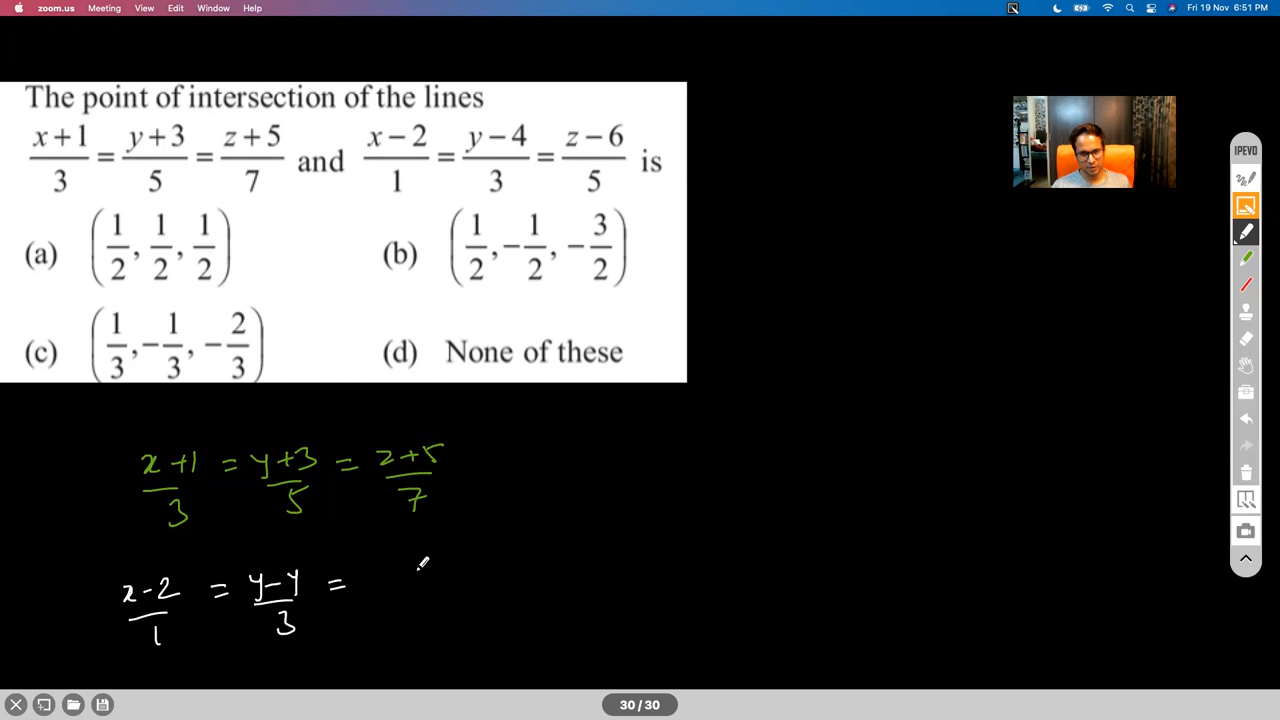 zoom.us Meeting View Edit Window Help Fri 19 Nov 6:51 PM
The point of intersection of the lines
(x+1)/3 = (y+3)/5 = (z+5)/7 and (x−2)/1 = (y−4)/3 = (z−6)/5 is
(a) (1/2, 1/2, 1/2) (b) (1/2, −1/2, −3/2)
(c) (1/3, −1/3, −2/3) (d) None of these
(x+1)/3 = (y+3)/5 = (z+5)/7
(x-2)/1 = (y-4)/3 =
IPEVO
30 / 30